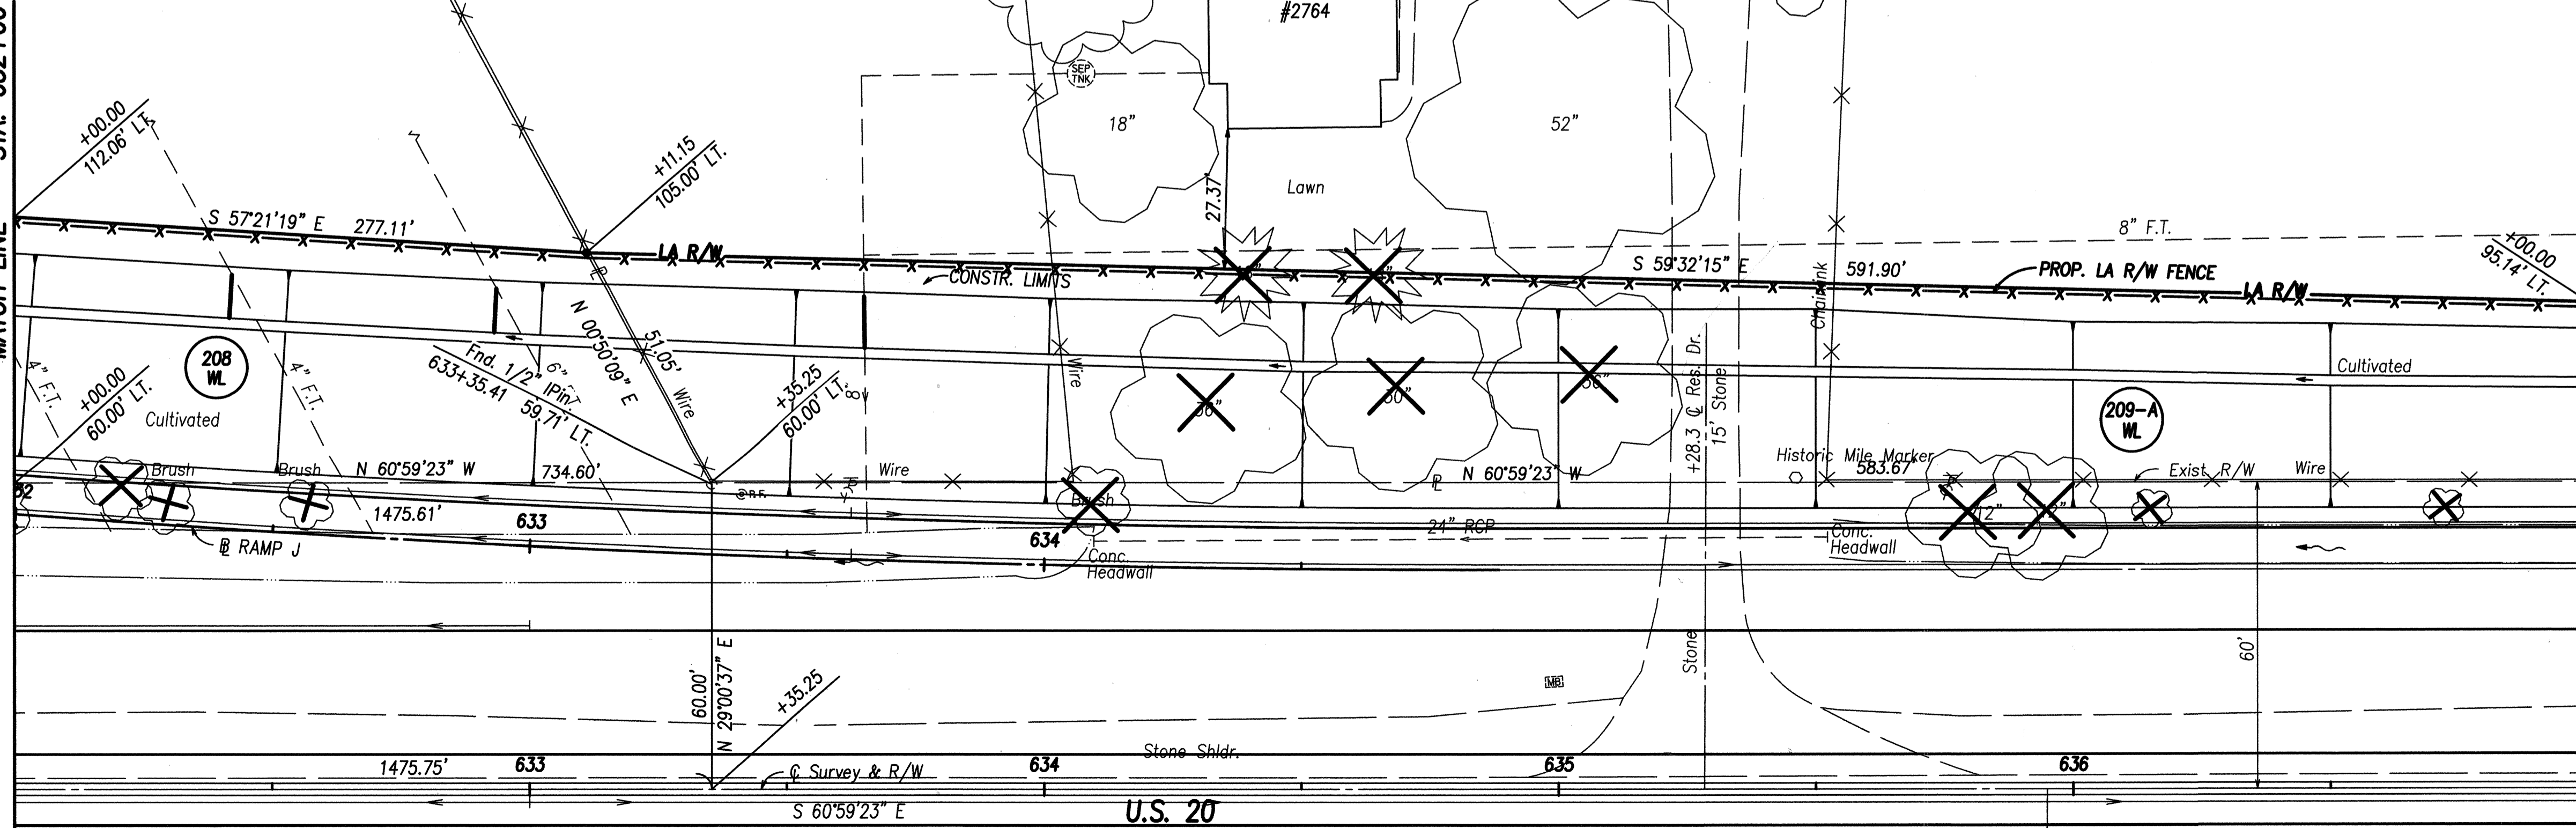 #2764
SEP
TNK
18"
52"
+00.00
112.06' LT.
+11.15
105.00' LT.
27.37'
Lawn
S 57°21'19" E 277.11'
LA R/W
CONSTR. LIMITS
S 59°32'15" E 591.90'
8" F.T.
PROP. LA R/W FENCE
LA R/W
+00.00
95.14' LT.
Chainlink
N 00°50'09" E
51.05'
Wire
Fnd. 1/2" IPin
633+35.41 59.71' LT.
6" F.T.
208
WL
4" F.T.
4" F.T.
+00.00
60.00' LT.
Cultivated
+35.25
60.00' LT.
8"
Wire
36"
30"
36"
+28.3 ℄ Res. Dr.
15' Stone
Cultivated
209-A
WL
Brush
Brush
N 60°59'23" W 734.60'
Wire
Brush
N 60°59'23" W
Historic Mile Marker
583.67'
Exist. R/W
Wire
1475.61'
633
634
24" RCP
12"
Conc.
Headwall
Conc.
Headwall
BL RAMP J
60.00'
N 29°00'37" E
+35.25
Stone
60'
MB
Stone Shldr.
1475.75'
633
℄ Survey & R/W
634
635
636
S 60°59'23" E
U.S. 20